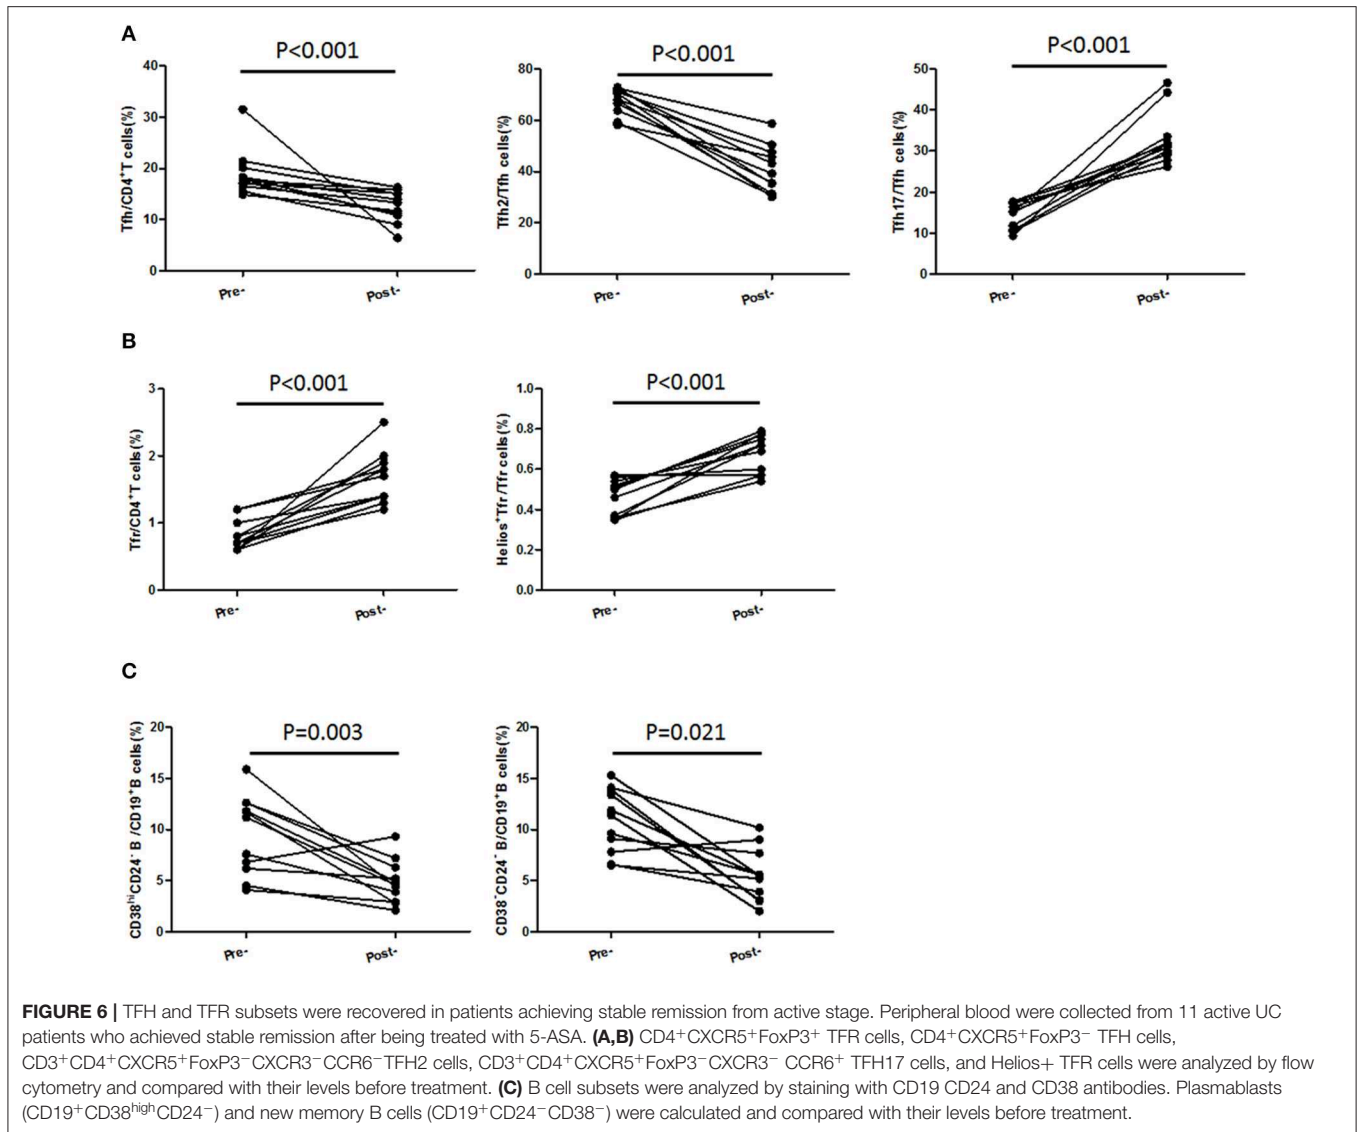 A
P<0.001
P<0.001
P<0.001
Tfh/CD4⁺T cells(%)
40
30
20
10
0
Pre-
Post-
Tfh2/Tfh cells(%)
80
60
40
20
0
Pre-
Post-
Tfh17/Tfh cells(%)
50
40
30
20
10
0
Pre-
Post-
B
P<0.001
P<0.001
Tfr/CD4⁺T cells(%)
3
2
1
0
Pre-
Post-
Helios⁺Tfr/Tfr cells(%)
1.0
0.8
0.6
0.4
0.2
0.0
Pre-
Post-
C
P=0.003
P=0.021
CD38ʰⁱCD24⁻ B /CD19⁺B cells(%)
20
15
10
5
0
Pre-
Post-
CD38⁻CD24⁻ B/CD19⁺B cells(%)
20
15
10
5
0
Pre-
Post-
FIGURE 6 | TFH and TFR subsets were recovered in patients achieving stable remission from active stage. Peripheral blood were collected from 11 active UC
patients who achieved stable remission after being treated with 5-ASA. (A,B) CD4⁺CXCR5⁺FoxP3⁺ TFR cells, CD4⁺CXCR5⁺FoxP3⁻ TFH cells,
CD3⁺CD4⁺CXCR5⁺FoxP3⁻CXCR3⁻CCR6⁻TFH2 cells, CD3⁺CD4⁺CXCR5⁺FoxP3⁻CXCR3⁻ CCR6⁺ TFH17 cells, and Helios+ TFR cells were analyzed by flow
cytometry and compared with their levels before treatment. (C) B cell subsets were analyzed by staining with CD19 CD24 and CD38 antibodies. Plasmablasts
(CD19⁺CD38ʰⁱᵍʰCD24⁻) and new memory B cells (CD19⁺CD24⁻CD38⁻) were calculated and compared with their levels before treatment.